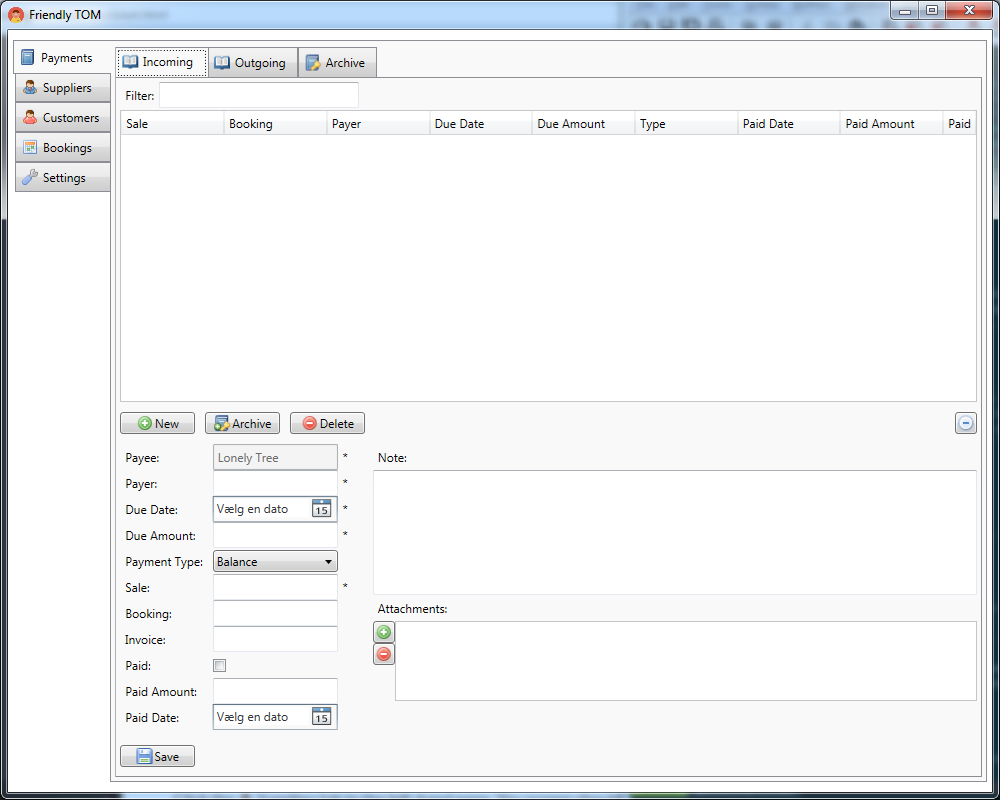 Friendly TOM
Payments
Suppliers
Customers
Bookings
Settings
Incoming Outgoing Archive
Filter:
Sale Booking Payer Due Date Due Amount Type Paid Date Paid Amount Paid
New Archive Delete
Payee: Lonely Tree *
Payer: *
Due Date: Vælg en dato 15 *
Due Amount: *
Payment Type: Balance
Sale: *
Booking:
Invoice:
Paid:
Paid Amount:
Paid Date: Vælg en dato 15
Note:
Attachments:
Save